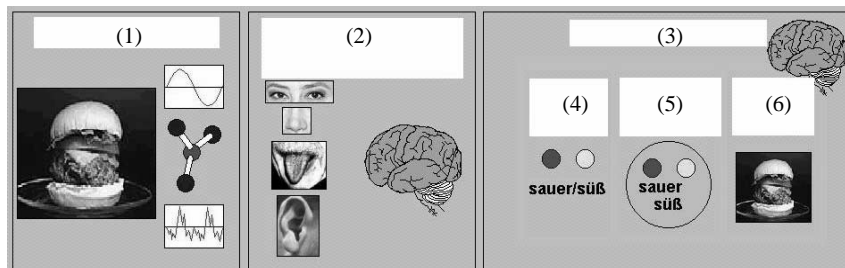 (1)
(2)
(3)
(4)
(5)
(6)
sauer/süß
sauer
süß